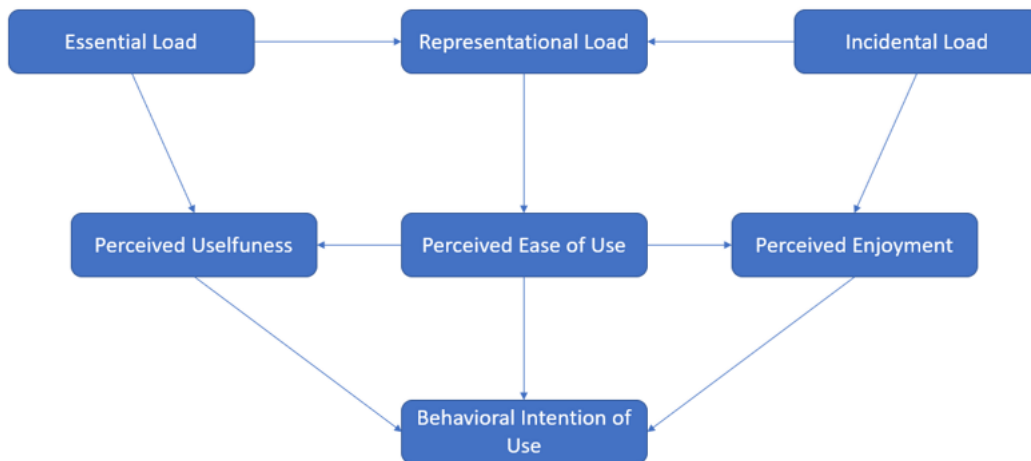 Essential Load
Representational Load
Incidental Load
Perceived Uselfuness
Perceived Ease of Use
Perceived Enjoyment
Behavioral Intention of
Use